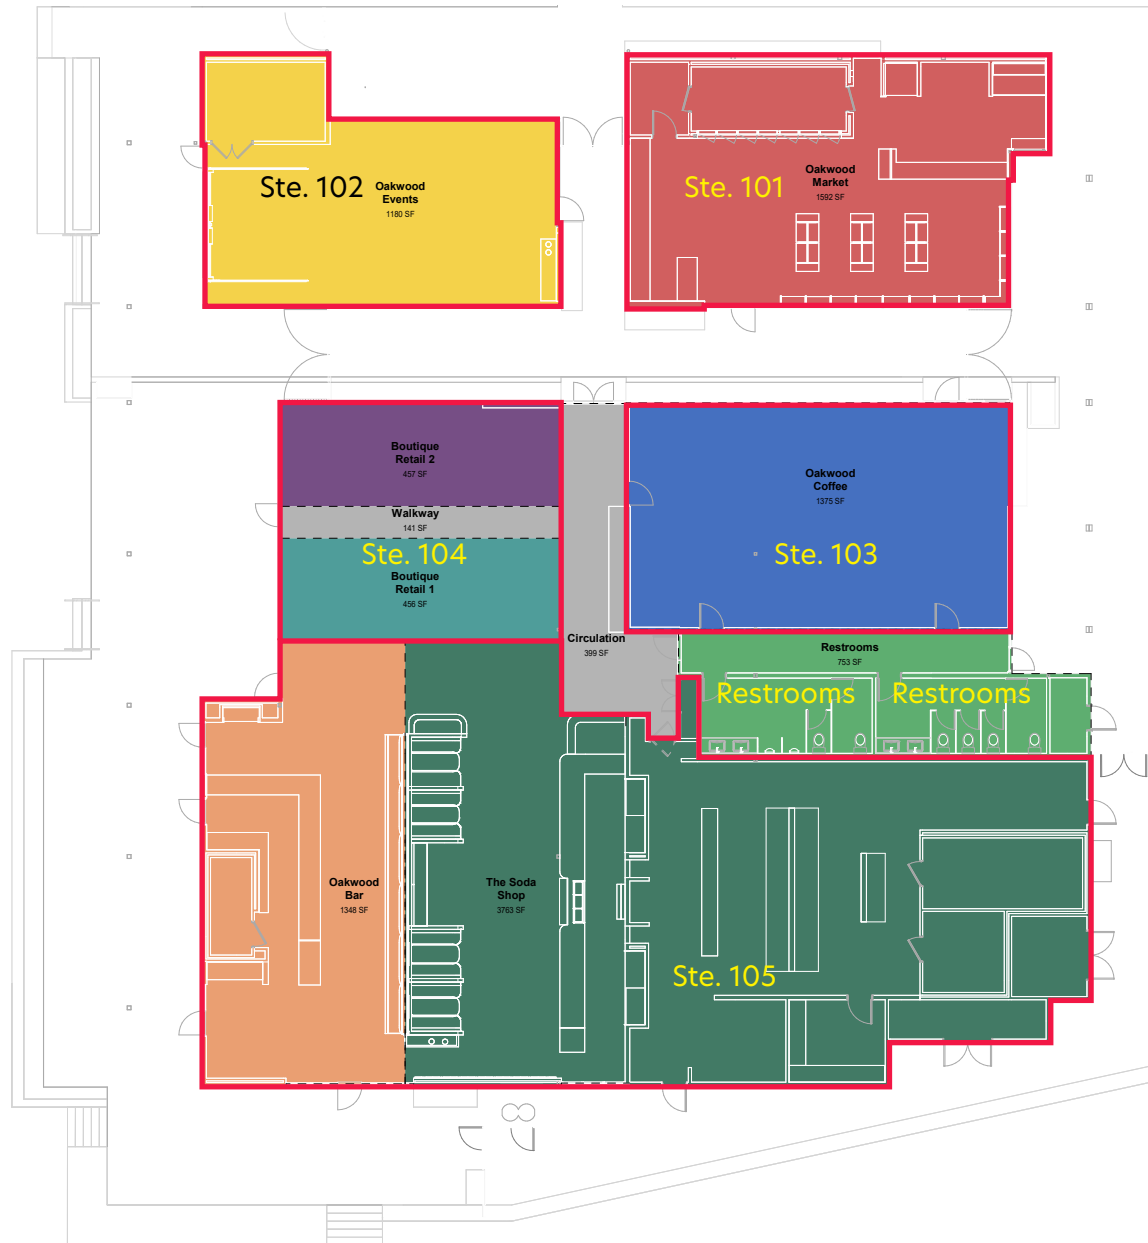 Ste. 102
Oakwood
Events
1180 SF
Ste. 101
Oakwood
Market
1592 SF
Boutique
Retail 2
457 SF
Walkway
141 SF
Ste. 104
Boutique
Retail 1
456 SF
Oakwood
Coffee
1375 SF
Ste. 103
Circulation
399 SF
Restrooms
753 SF
Restrooms
Restrooms
Oakwood
Bar
1348 SF
The Soda
Shop
3763 SF
Ste. 105